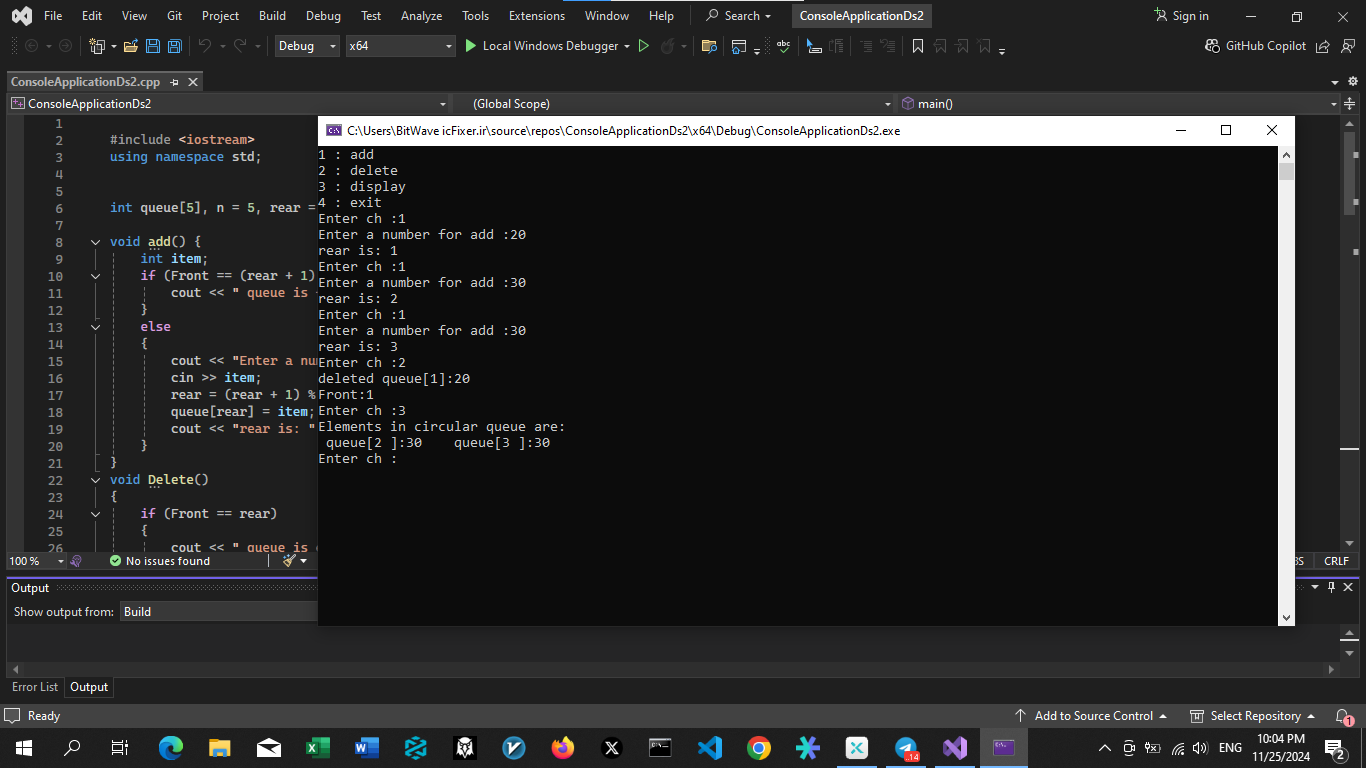 File Edit View Git Project Build Debug Test Analyze Tools Extensions Window Help Search ConsoleApplicationDs2 Sign in
Debug x64 Local Windows Debugger GitHub Copilot
ConsoleApplicationDs2.cpp
ConsoleApplicationDs2 (Global Scope) main()
1
2 #include <iostream>
3 using namespace std;
4
5
6 int queue[5], n = 5, rear =
7
8 void add() {
9 int item;
10 if (Front == (rear + 1)
11 cout << " queue is
12 }
13 else
14 {
15 cout << "Enter a nu
16 cin >> item;
17 rear = (rear + 1) %
18 queue[rear] = item;
19 cout << "rear is: "
20 }
21 }
22 void Delete()
23 {
24 if (Front == rear)
25 {
26 cout << " queue is
C:\Users\BitWave icFixer.ir\source\repos\ConsoleApplicationDs2\x64\Debug\ConsoleApplicationDs2.exe
1 : add
2 : delete
3 : display
4 : exit
Enter ch :1
Enter a number for add :20
rear is: 1
Enter ch :1
Enter a number for add :30
rear is: 2
Enter ch :1
Enter a number for add :30
rear is: 3
Enter ch :2
deleted queue[1]:20
Front:1
Enter ch :3
Elements in circular queue are:
queue[2 ]:30 queue[3 ]:30
Enter ch :
100 % No issues found CRLF
Output
Show output from: Build
Error List Output
Ready Add to Source Control Select Repository 1
ENG 10:04 PM
11/25/2024
..14
2